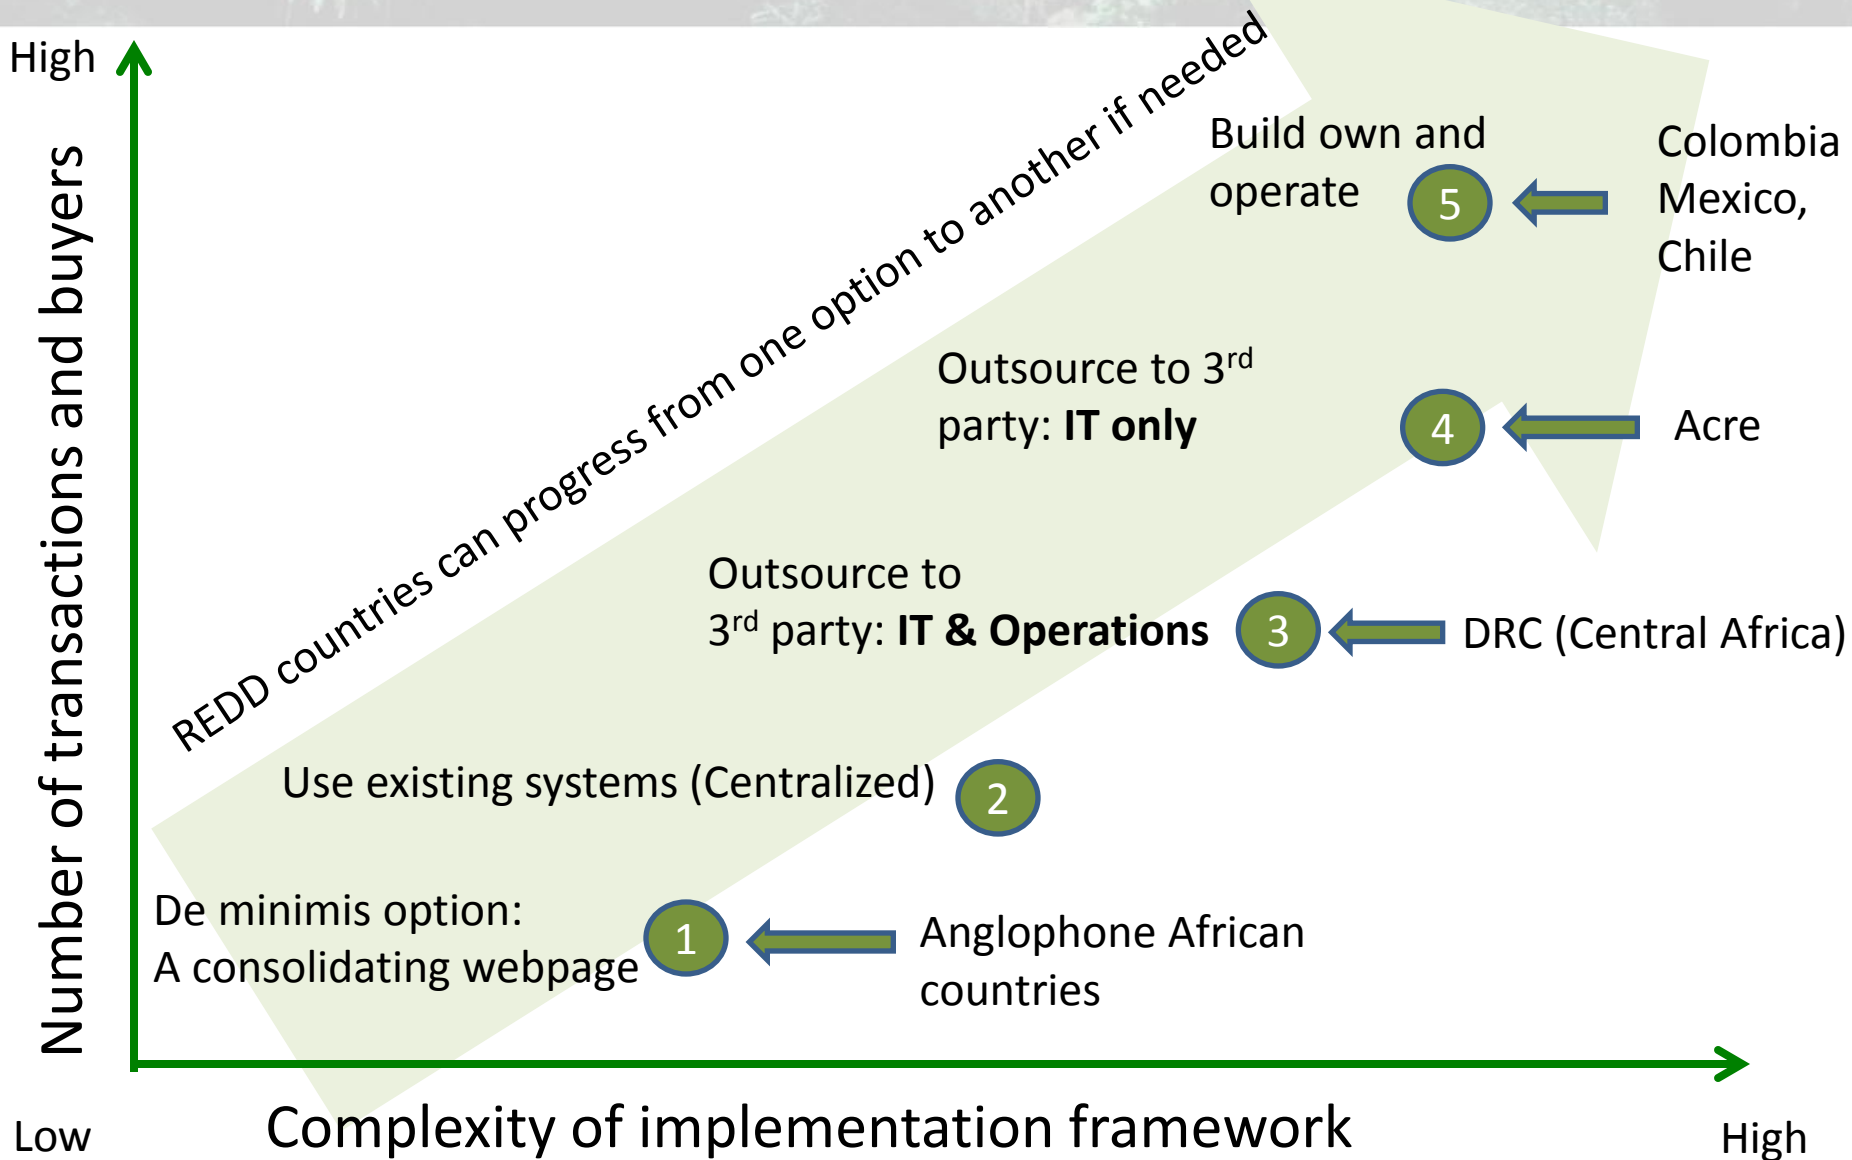 High
Number of transactions and buyers
REDD countries can progress from one option to another if needed
Build own and
operate
5
Colombia
Mexico,
Chile
Outsource to 3rd
party: IT only
4
Acre
Outsource to
3rd party: IT & Operations
3
DRC (Central Africa)
Use existing systems (Centralized)
2
De minimis option:
A consolidating webpage
1
Anglophone African
countries
Low
Complexity of implementation framework
High